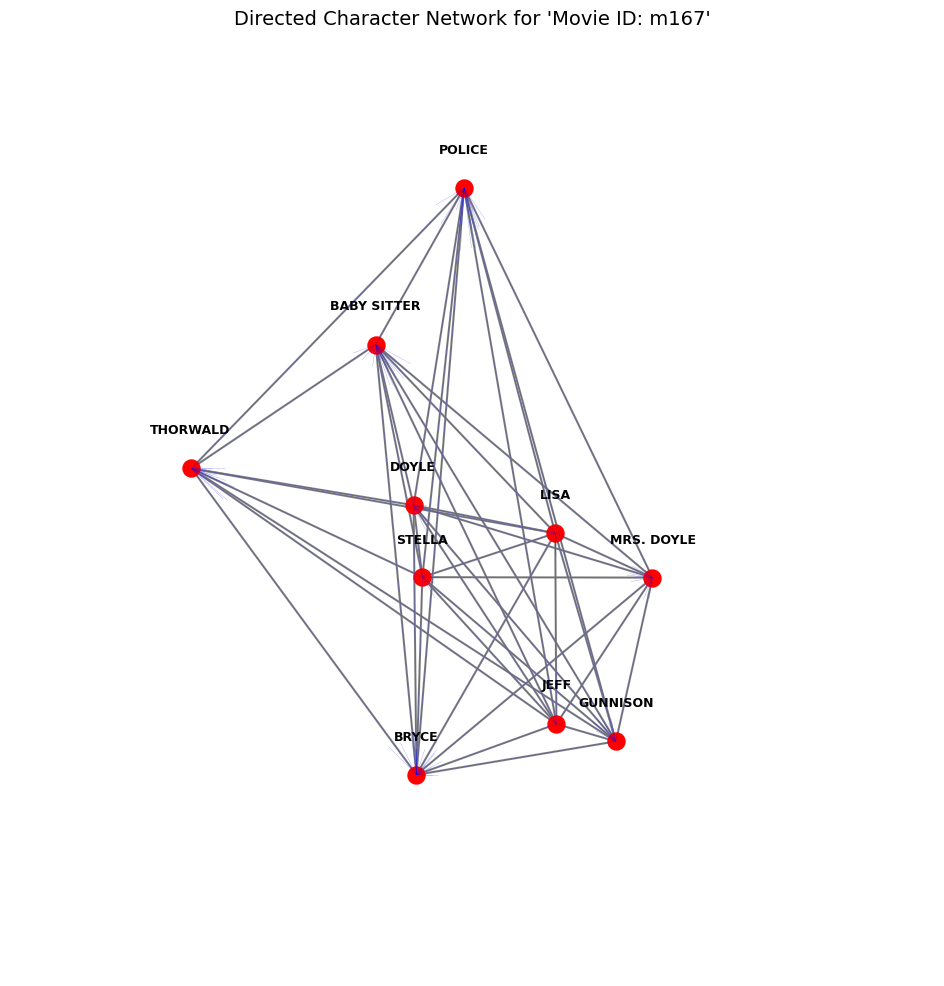 Directed Character Network for 'Movie ID: m167'
POLICE
BABY SITTER
THORWALD
DOYLE
LISA
STELLA
MRS. DOYLE
JEFF
GUNNISON
BRYCE